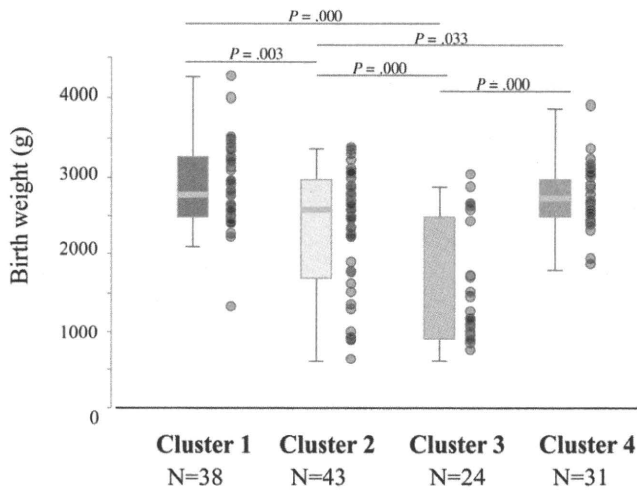 P = .000
P = .003
P = .033
P = .000
P = .000
Birth weight (g)
4000
3000
2000
1000
0
Cluster 1 Cluster 2 Cluster 3 Cluster 4
N=38 N=43 N=24 N=31